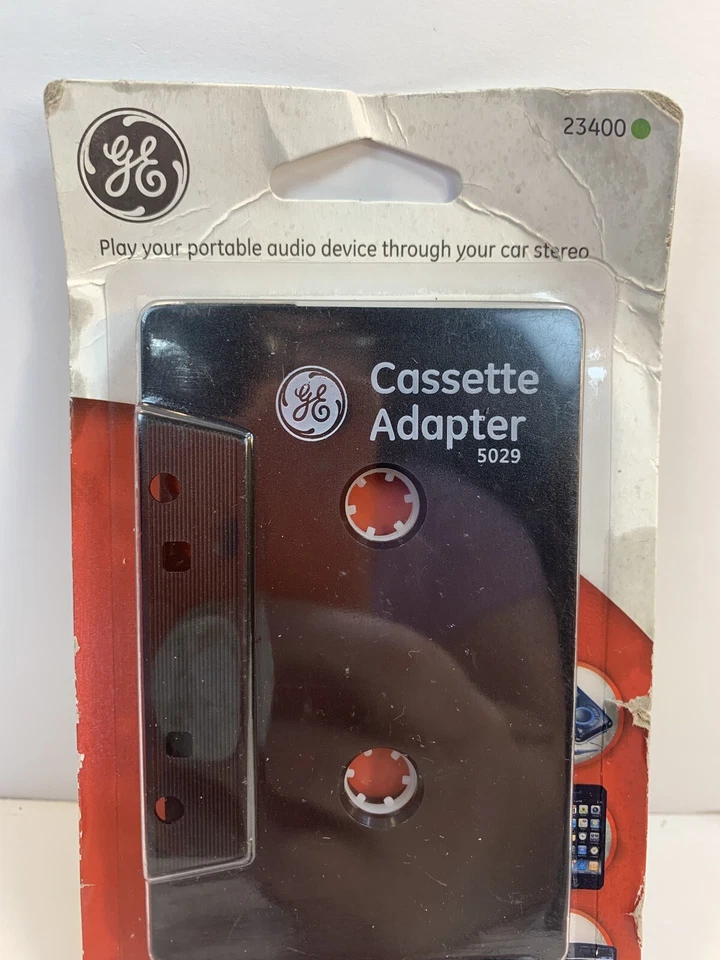 GE
23400
Play your portable audio device through your car stereo
GE
Cassette
Adapter
5029